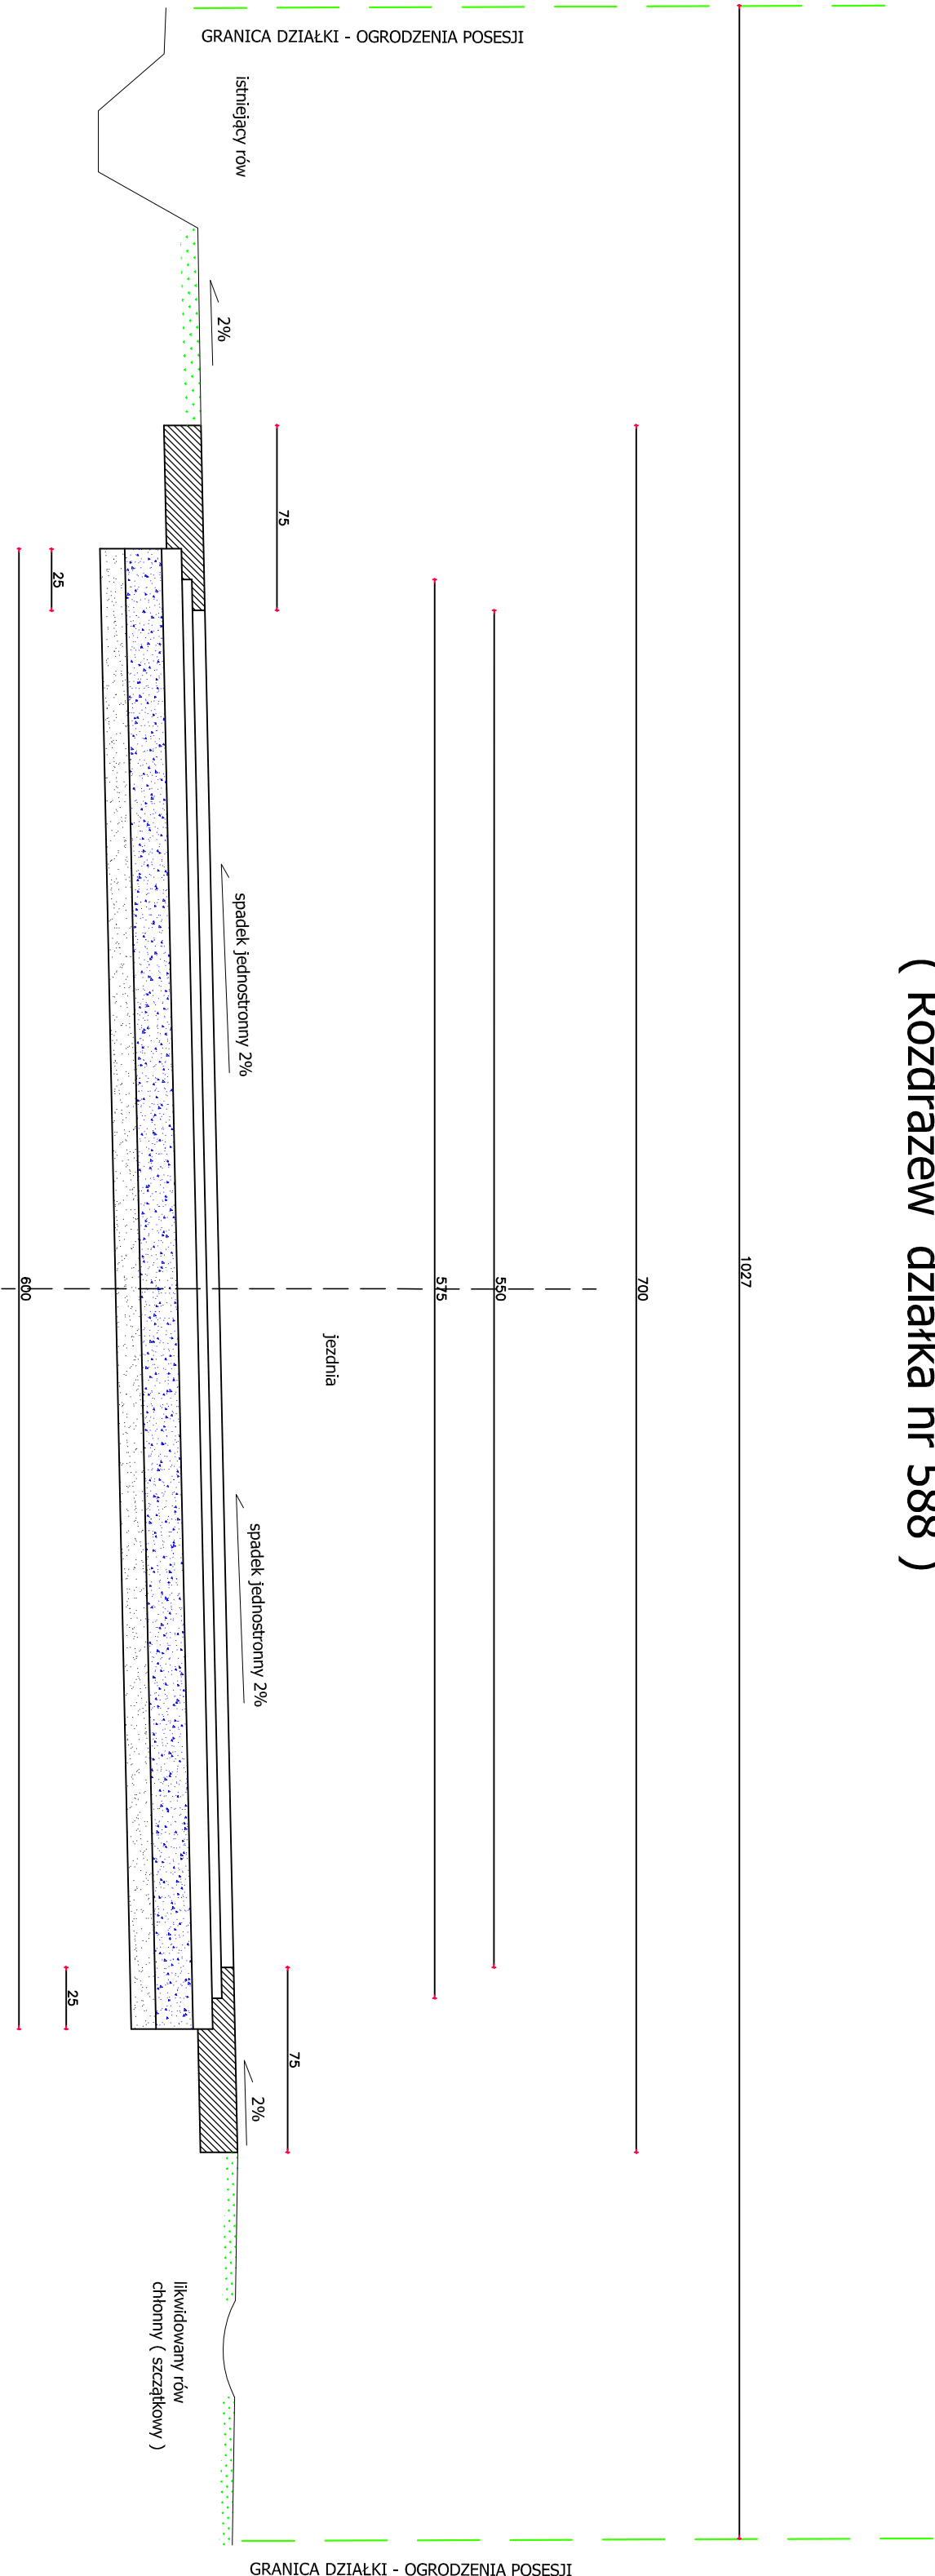 ( Rozdrazew działka nr 588 )
GRANICA DZIAŁKI - OGRODZENIA POSESJI
istniejący rów
2%
75
25
spadek jednostronny 2%
1027
700
550
575
600
jezdnia
spadek jednostronny 2%
25
75
2%
likwidowany rów
chłonny ( szczątkowy )
GRANICA DZIAŁKI - OGRODZENIA POSESJI